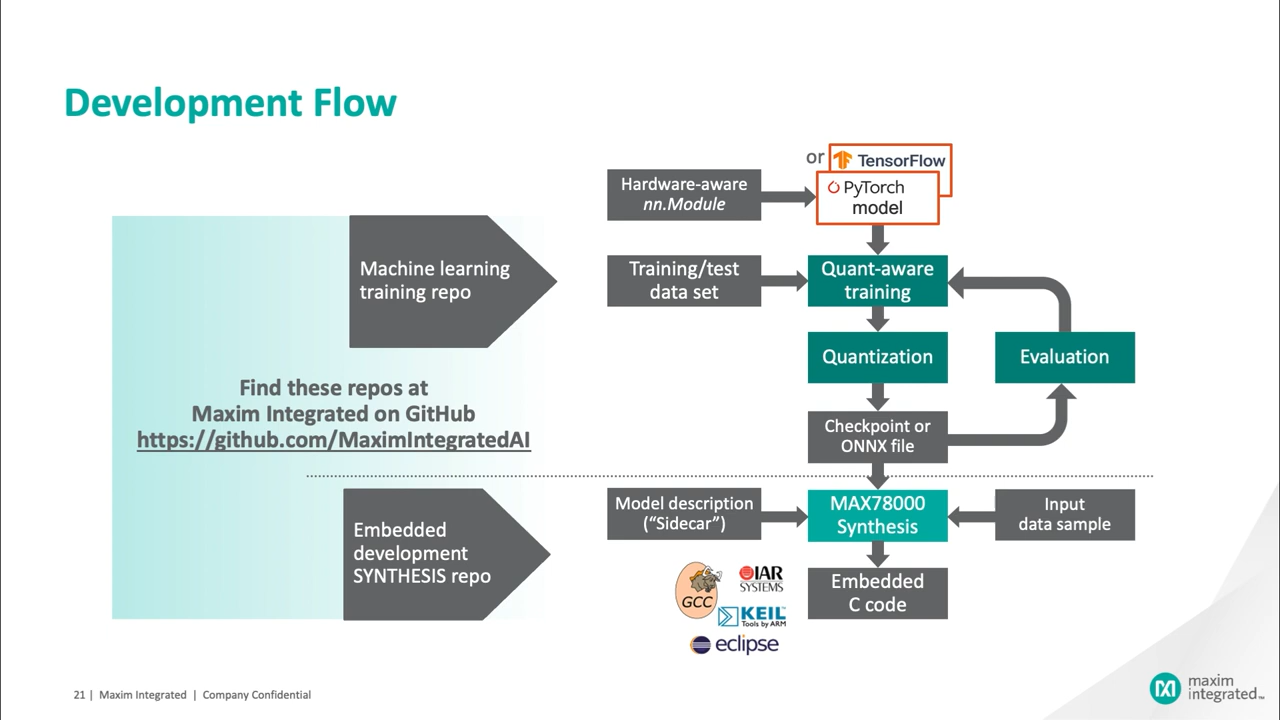 Development Flow
or
TensorFlow
Hardware-aware
nn.Module
PyTorch
model
Machine learning
training repo
Training/test
data set
Quant-aware
training
Quantization
Evaluation
Find these repos at
Maxim Integrated on GitHub
https://github.com/MaximIntegratedAI
Checkpoint or
ONNX file
Embedded
development
SYNTHESIS repo
Model description
(“Sidecar”)
MAX78000
Synthesis
Input
data sample
GCC
IAR
SYSTEMS
KEIL™
Tools by ARM
eclipse
Embedded
C code
21 | Maxim Integrated | Company Confidential
maxim
integrated™